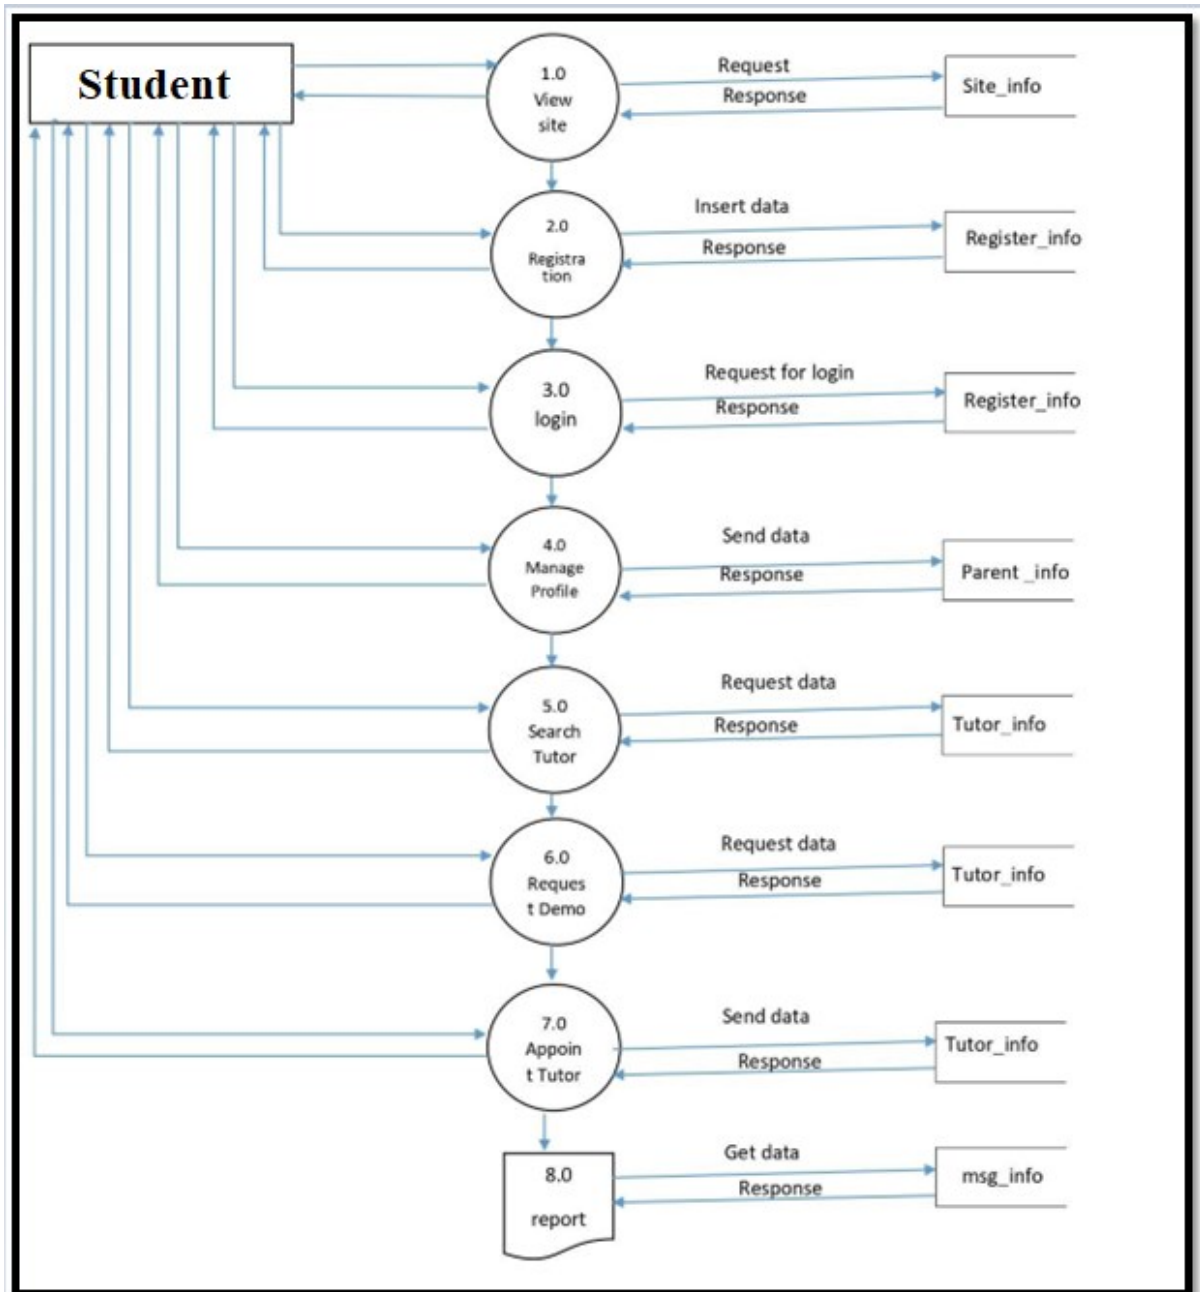 Student
1.0
View
site
Request
Response
Site_info
2.0
Registra
tion
Insert data
Response
Register_info
3.0
login
Request for login
Response
Register_info
4.0
Manage
Profile
Send data
Response
Parent _info
5.0
Search
Tutor
Request data
Response
Tutor_info
6.0
Reques
t Demo
Request data
Response
Tutor_info
7.0
Appoin
t Tutor
Send data
Response
Tutor_info
8.0
report
Get data
Response
msg_info